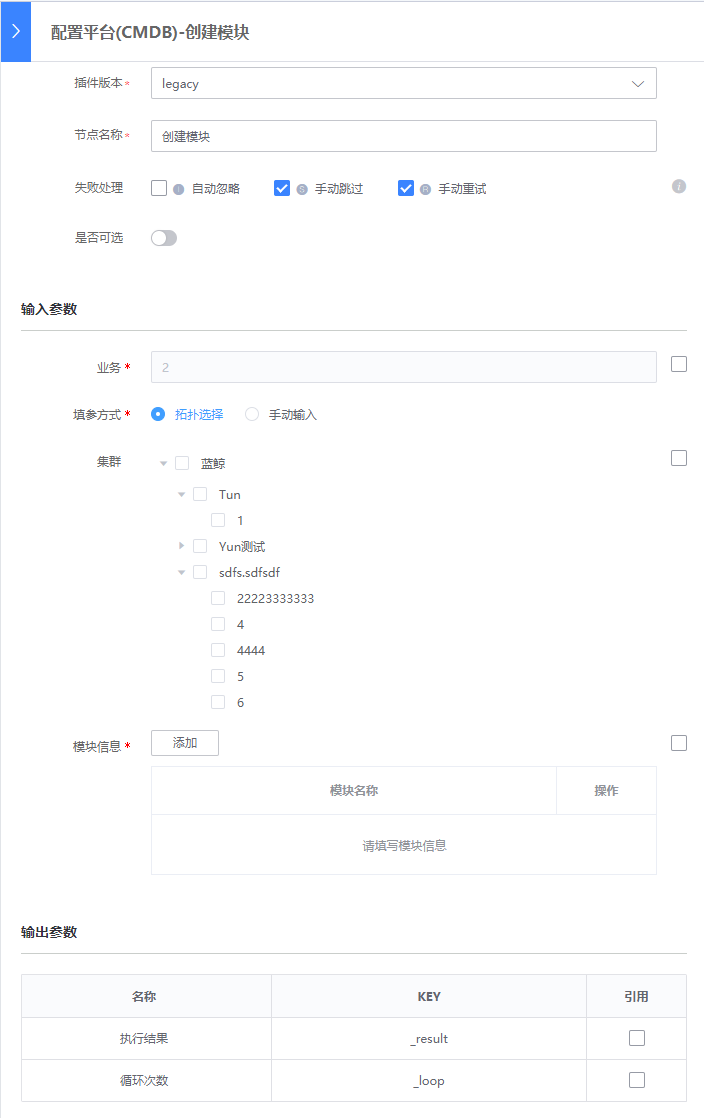 配置平台(CMDB)-创建模块
插件版本*
legacy
节点名称*
创建模块
失败处理
自动忽略
S 手动跳过
R 手动重试
是否可选
输入参数
业务 *
2
填参方式 *
拓扑选择
手动输入
集群
蓝鲸
Tun
1
Yun测试
sdfs.sdfsdf
22223333333
4
4444
5
6
模块信息 *
添加
模块名称 操作
请填写模块信息
输出参数
名称 KEY 引用
执行结果 _result
循环次数 _loop